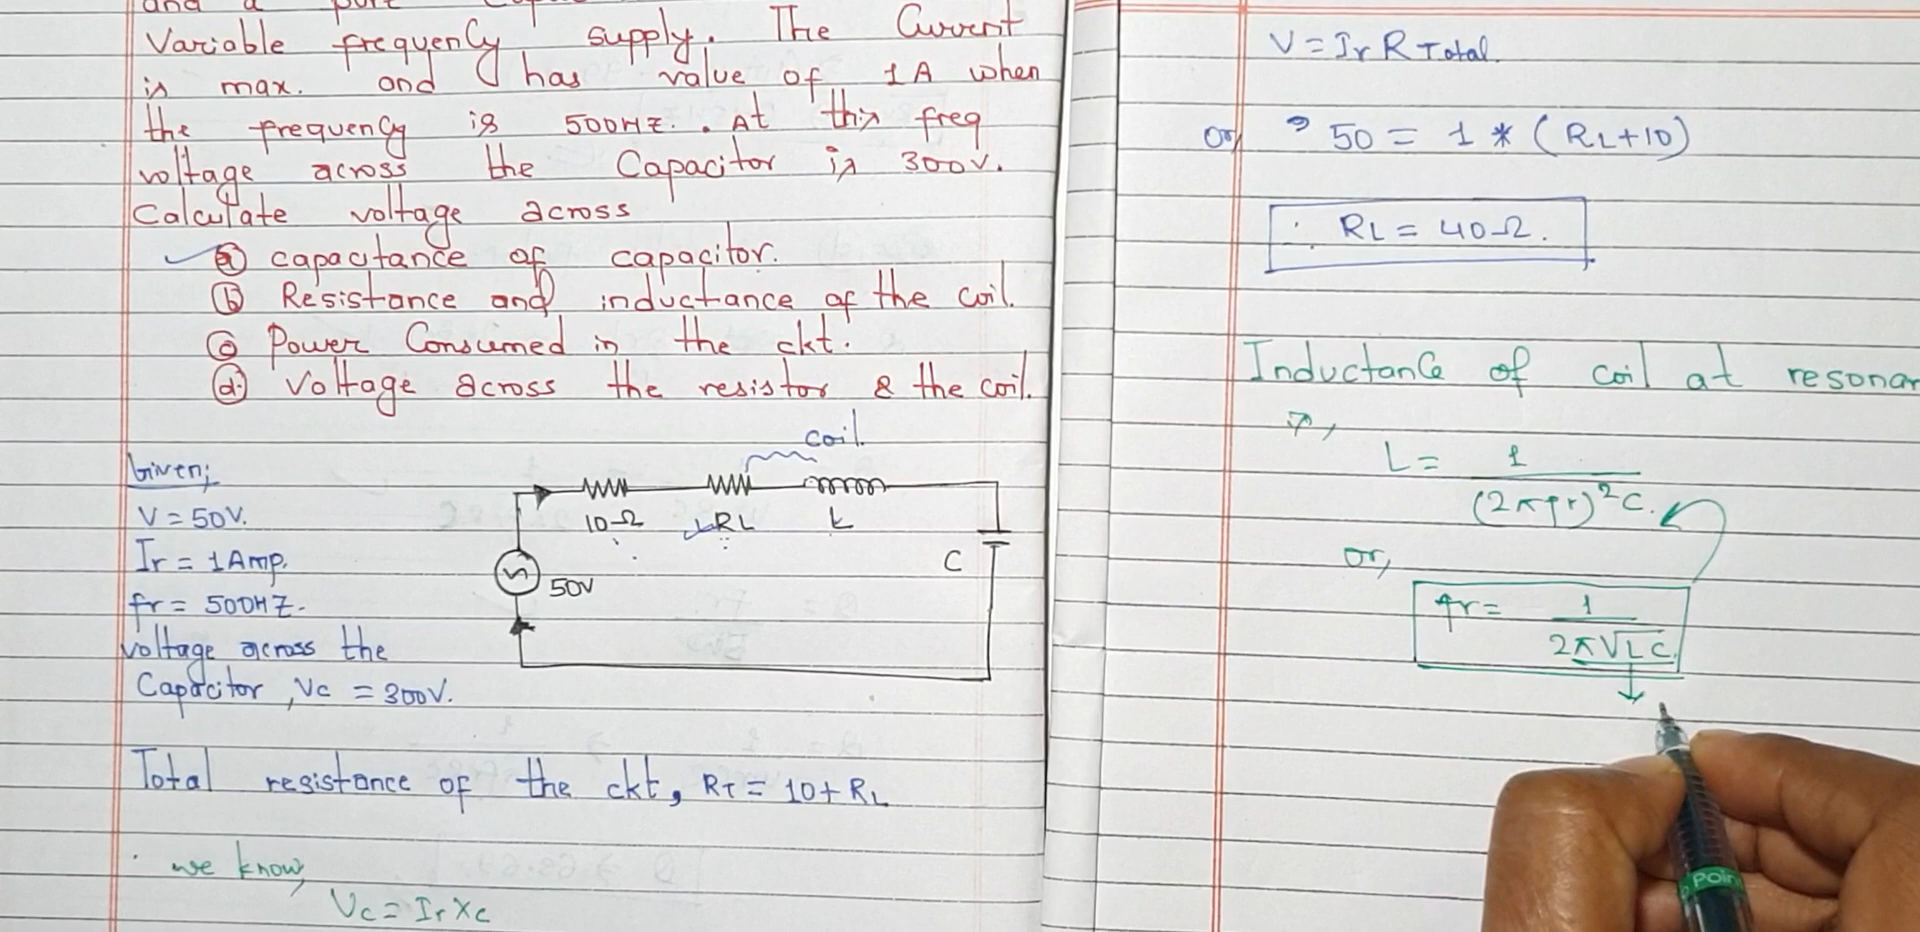 and a
Variable frequency supply. The Current
is max. and has value of 1A when
the frequency is 500HZ. At this freq
voltage across the Capacitor is 300V.
Calculate voltage across
(a) capacitance of capacitor.
(b) Resistance and inductance of the coil.
(c) Power Consumed in the ckt.
(d) Voltage across the resistor & the coil.
coil.
Given;
V = 50V.
Ir = 1Amp.
fr = 500HZ.
voltage across the
Capacitor, Vc = 300V.
10Ω RL L
C
50V
Total resistance of the ckt, RT = 10+RL
we know,
Vc = Ir Xc
V = Ir R Total.
or, 50 = 1 * (RL+10)
∴ RL = 40Ω.
Inductance of coil at resonan
L = 1 / (2πfr)²C.
or,
fr = 1 / 2π√LC.
Poin